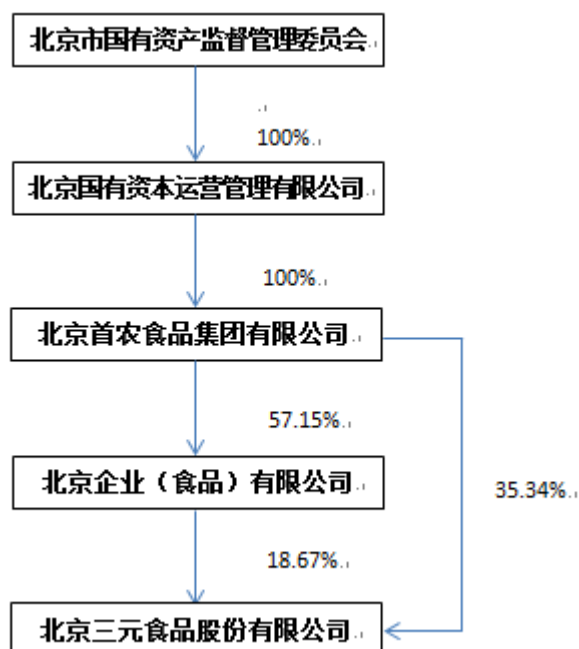 北京市国有资产监督管理委员会
100%
北京国有资本运营管理有限公司
100%
北京首农食品集团有限公司
57.15%
北京企业（食品）有限公司
35.34%
18.67%
北京三元食品股份有限公司